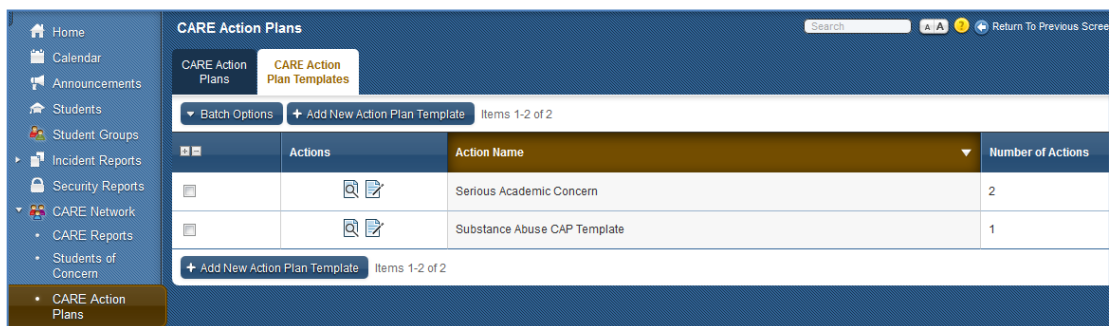 Home
Calendar
Announcements
Students
Student Groups
Incident Reports
Security Reports
CARE Network
CARE Reports
Students of
Concern
CARE Action
Plans
CARE Action Plans
Search
A A
?
Return To Previous Scree
CARE Action
Plans
CARE Action
Plan Templates
Batch Options
+ Add New Action Plan Template
Items 1-2 of 2
Actions
Action Name
Number of Actions
Serious Academic Concern
2
Substance Abuse CAP Template
1
+ Add New Action Plan Template
Items 1-2 of 2